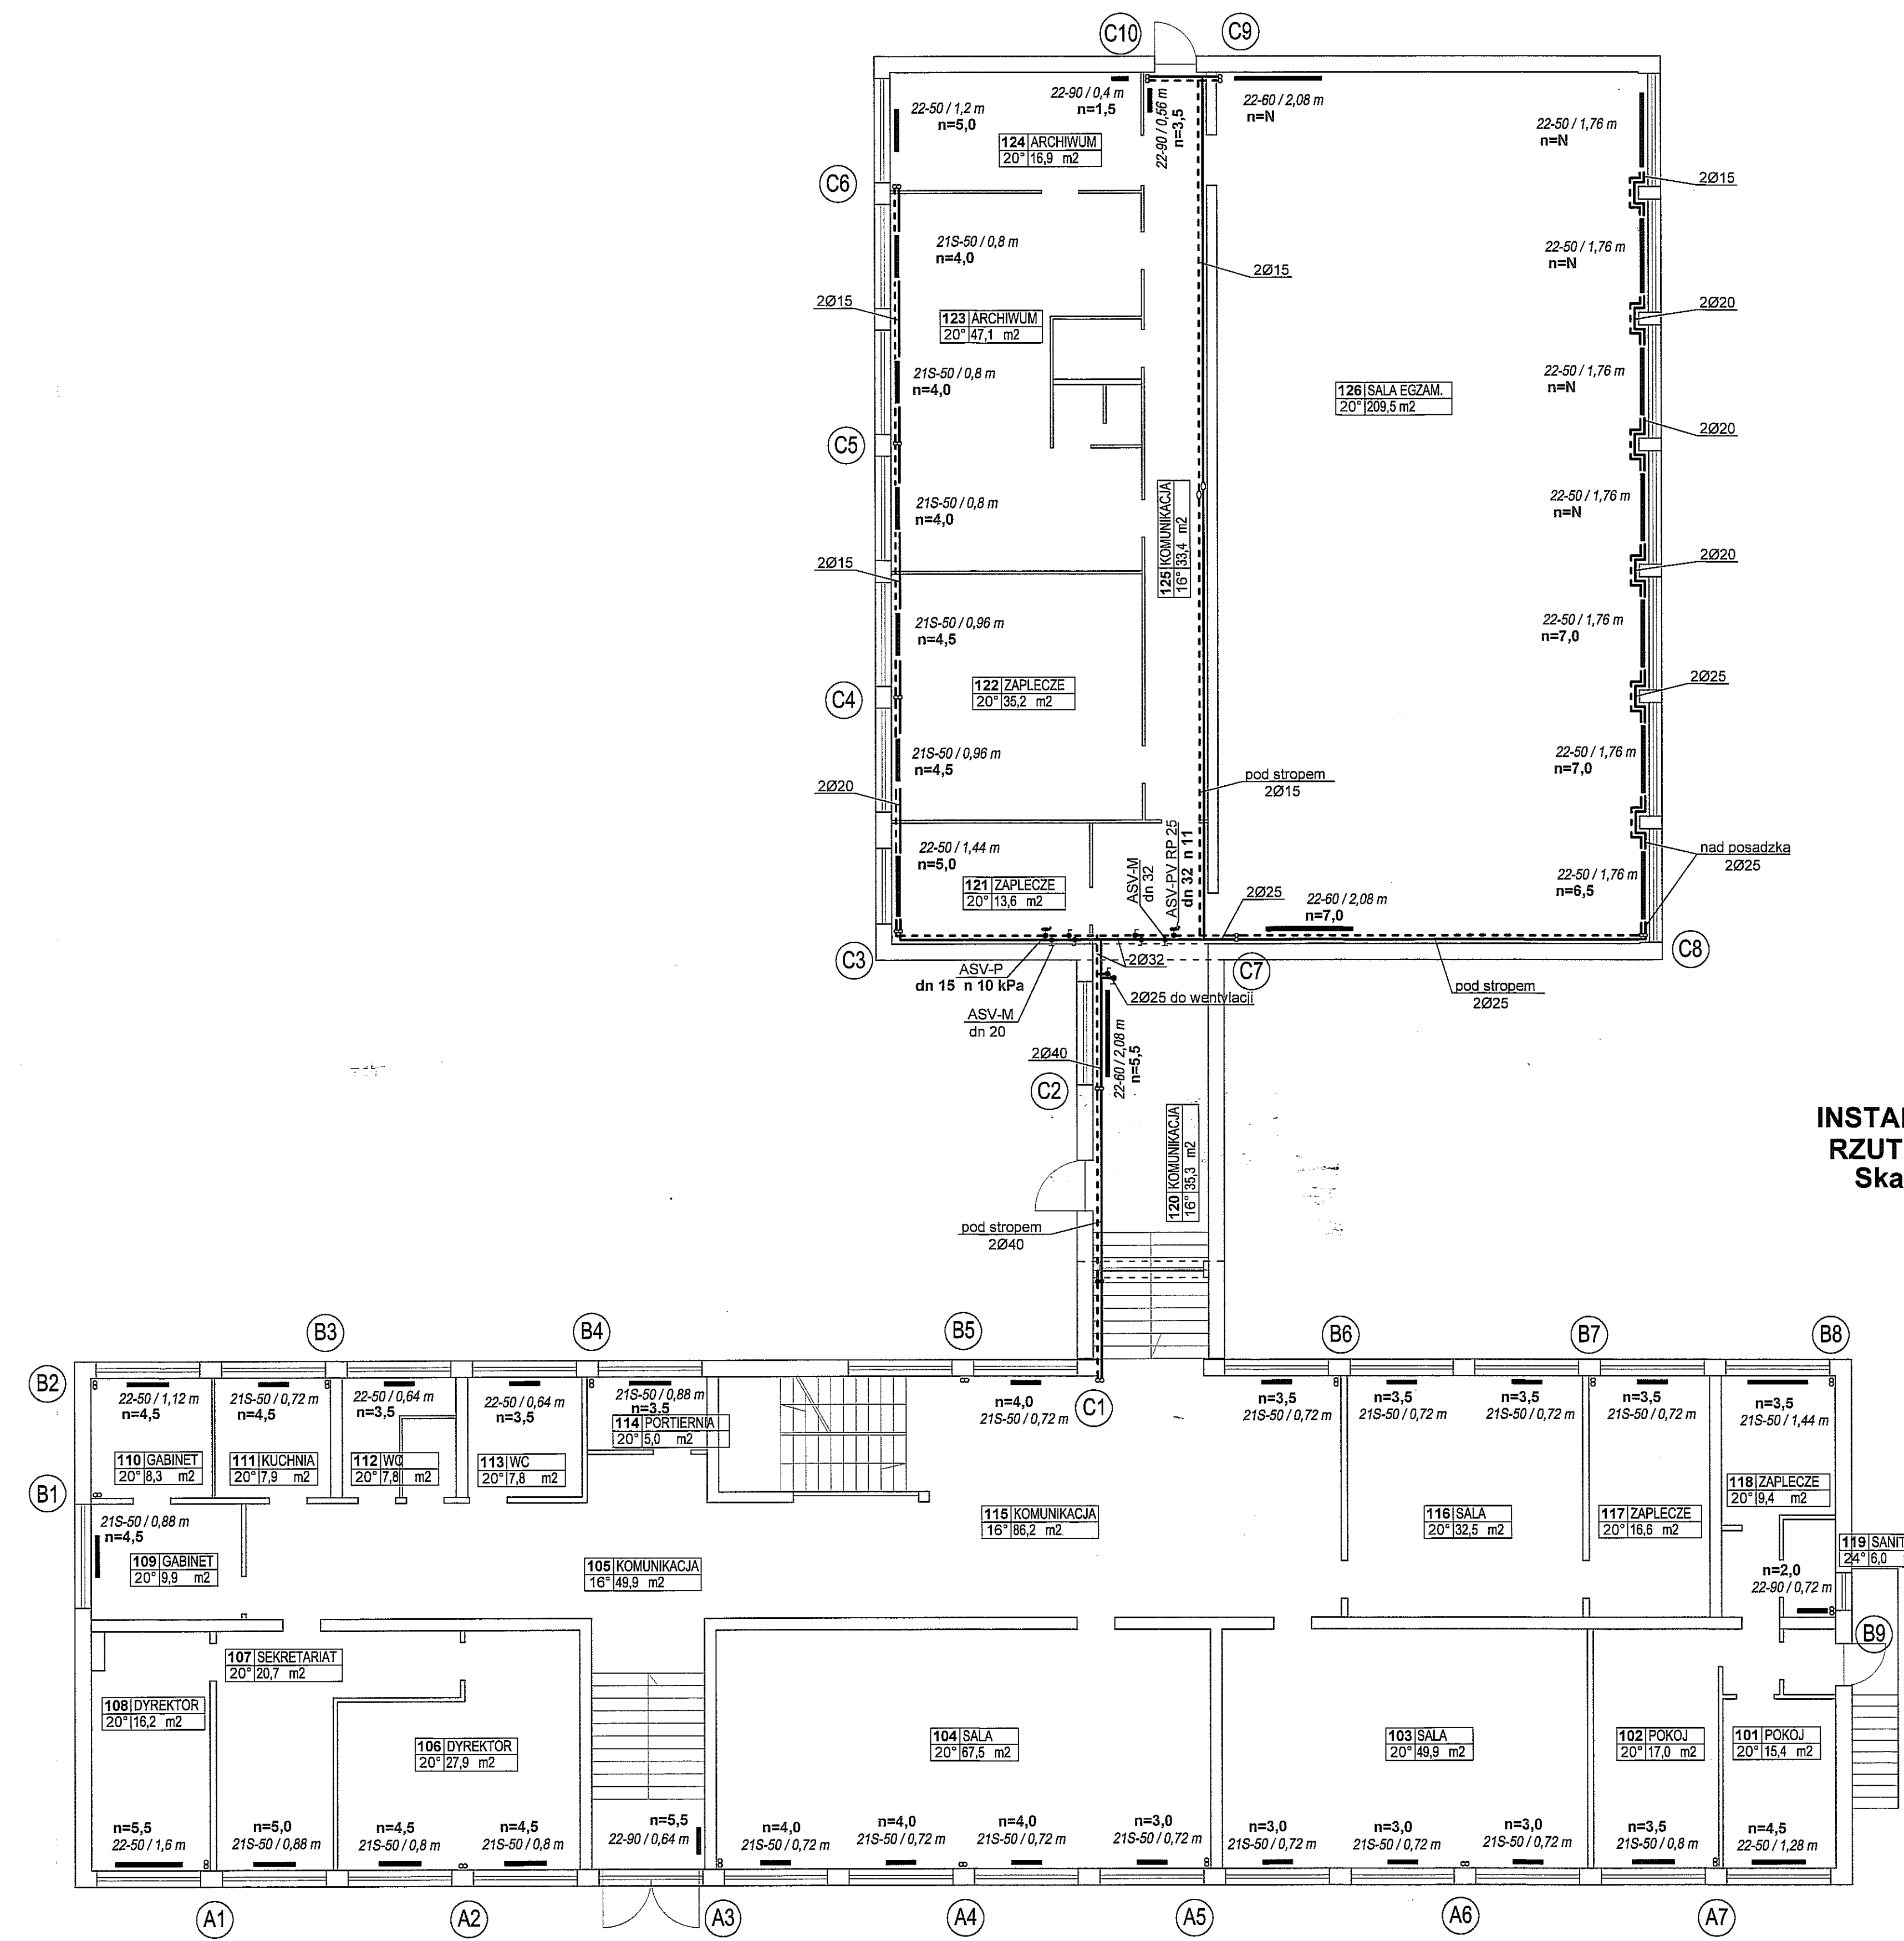 C10
C9
22-50 / 1,2 m
n=5,0
22-90 / 0,4 m
n=1,5
22-90 / 0,56 m
n=3,5
22-60 / 2,08 m
n=N
22-50 / 1,76 m
n=N
124 ARCHIWUM
20° 16,9 m2
C6
2Ø15
21S-50 / 0,8 m
n=4,0
22-50 / 1,76 m
n=N
2Ø15
2Ø15
2Ø20
123 ARCHIWUM
20° 47,1 m2
21S-50 / 0,8 m
n=4,0
22-50 / 1,76 m
n=N
126 SALA EGZAM.
20° 209,5 m2
2Ø20
C5
21S-50 / 0,8 m
n=4,0
22-50 / 1,76 m
n=N
125 KOMUNIKACJA
16° 33,4 m2
2Ø15
2Ø20
21S-50 / 0,96 m
n=4,5
22-50 / 1,76 m
n=7,0
122 ZAPLECZE
20° 35,2 m2
C4
2Ø25
21S-50 / 0,96 m
n=4,5
22-50 / 1,76 m
n=7,0
2Ø20
pod stropem
2Ø15
22-50 / 1,44 m
n=5,0
nad posadzka
2Ø25
121 ZAPLECZE
20° 13,6 m2
ASV-M
dn 32
ASV-PV RP 25
dn 32 n 11
2Ø25
22-60 / 2,08 m
n=7,0
22-50 / 1,76 m
n=6,5
C3
2Ø32
C7
C8
ASV-P
dn 15 n 10 kPa
2Ø25 do wentylacji
pod stropem
2Ø25
ASV-M
dn 20
22-60 / 2,08 m
n=5,5
2Ø40
C2
120 KOMUNIKACJA
16° 35,3 m2
INSTAL
RZUT
Ska
pod stropem
2Ø40
B3
B4
B5
B6
B7
B8
B2
C1
22-50 / 1,12 m
n=4,5
21S-50 / 0,72 m
n=4,5
22-50 / 0,64 m
n=3,5
22-50 / 0,64 m
n=3,5
21S-50 / 0,88 m
n=3,5
114 PORTIERNIA
20° 5,0 m2
n=4,0
21S-50 / 0,72 m
n=3,5
21S-50 / 0,72 m
n=3,5
21S-50 / 0,72 m
n=3,5
21S-50 / 0,72 m
n=3,5
21S-50 / 0,72 m
n=3,5
21S-50 / 1,44 m
110 GABINET
20° 8,3 m2
111 KUCHNIA
20° 7,9 m2
112 WC
20° 7,8 m2
113 WC
20° 7,8 m2
118 ZAPLECZE
20° 9,4 m2
B1
21S-50 / 0,88 m
n=4,5
109 GABINET
20° 9,9 m2
105 KOMUNIKACJA
16° 49,9 m2
115 KOMUNIKACJA
16° 86,2 m2
116 SALA
20° 32,5 m2
117 ZAPLECZE
20° 16,6 m2
119 SANIT
24° 6,0
n=2,0
22-90 / 0,72 m
B9
107 SEKRETARIAT
20° 20,7 m2
108 DYREKTOR
20° 16,2 m2
106 DYREKTOR
20° 27,9 m2
104 SALA
20° 67,5 m2
103 SALA
20° 49,9 m2
102 POKOJ
20° 17,0 m2
101 POKOJ
20° 15,4 m2
n=5,5
22-50 / 1,6 m
n=5,0
21S-50 / 0,88 m
n=4,5
21S-50 / 0,8 m
n=4,5
21S-50 / 0,8 m
n=5,5
22-90 / 0,64 m
n=4,0
21S-50 / 0,72 m
n=4,0
21S-50 / 0,72 m
n=4,0
21S-50 / 0,72 m
n=3,0
21S-50 / 0,72 m
n=3,0
21S-50 / 0,72 m
n=3,0
21S-50 / 0,72 m
n=3,0
21S-50 / 0,72 m
n=3,5
21S-50 / 0,8 m
n=4,5
22-50 / 1,28 m
A1
A2
A3
A4
A5
A6
A7